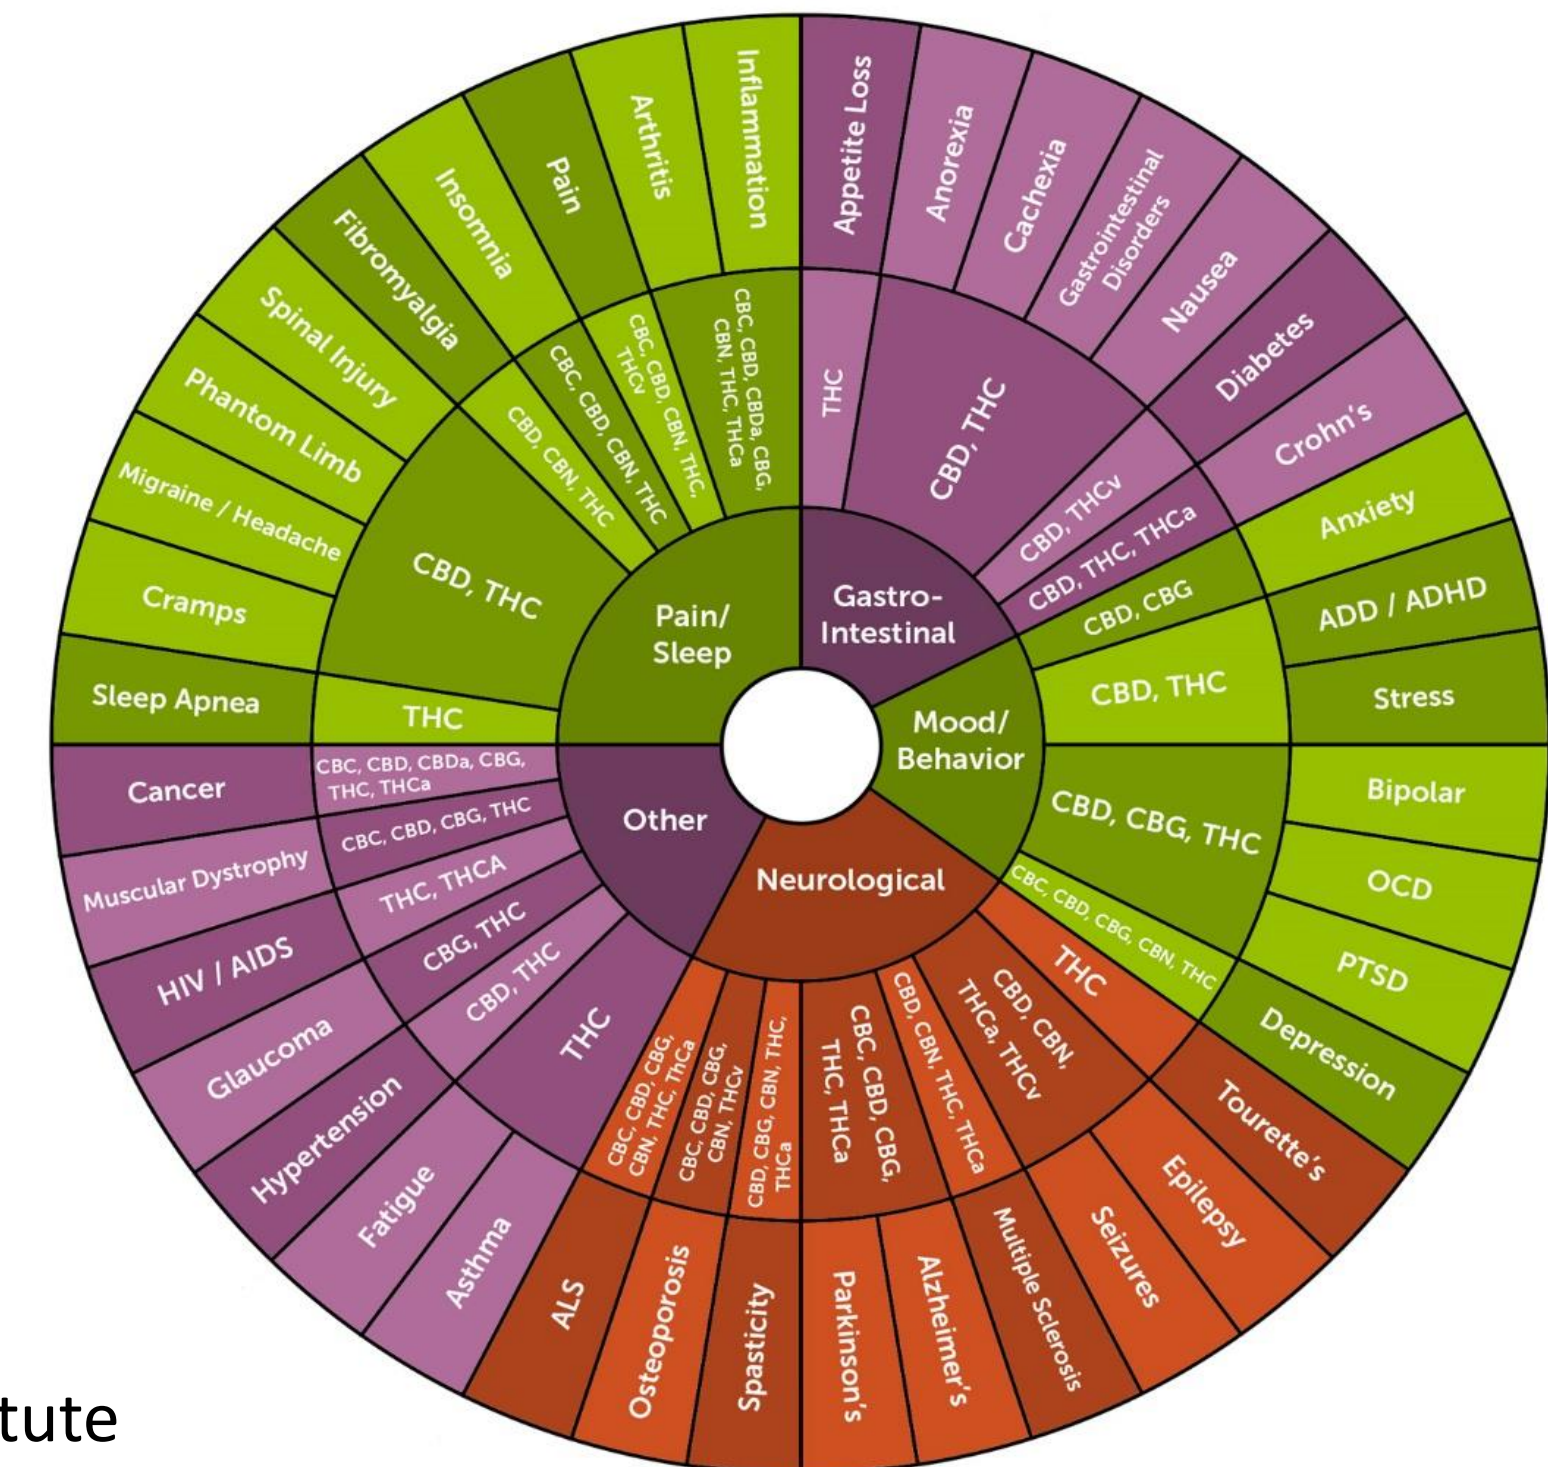 Gastro-
Intestinal
THC
Appetite Loss
CBD, THC
Anorexia
Cachexia
Gastrointestinal
Disorders
Nausea
CBD, THCv
Diabetes
CBD, THC, THCa
Crohn's
Mood/
Behavior
CBD, CBG
Anxiety
CBD, THC
ADD / ADHD
Stress
CBD, CBG, THC
Bipolar
OCD
PTSD
CBC, CBD, CBG, CBN, THC
Depression
Neurological
THC
Tourette's
CBD, CBN,
THCa, THCv
Epilepsy
Seizures
CBD, CBN, THC, THCa
Multiple Sclerosis
CBC, CBD, CBG,
THC, THCa
Alzheimer's
Parkinson's
CBD, CBG, CBN, THC,
THCa
Spasticity
CBC, CBD, CBG,
CBN, THCv
Osteoporosis
CBC, CBD, CBG,
CBN, THC, ThCa
ALS
Other
THC
Asthma
Fatigue
CBD, THC
Hypertension
CBG, THC
Glaucoma
THC, THCA
HIV / AIDS
CBC, CBD, CBG, THC
Muscular Dystrophy
CBC, CBD, CBDa, CBG,
THC, THCa
Cancer
Pain/
Sleep
THC
Sleep Apnea
CBD, THC
Cramps
Migraine / Headache
Phantom Limb
Spinal Injury
CBD, CBN, THC
Fibromyalgia
CBC, CBD, CBN, THC
Insomnia
CBC, CBD, CBN, THC,
THCv
Pain
CBC, CBD, CBDa, CBG,
CBN, THC, THCa
Arthritis
Inflammation
tute